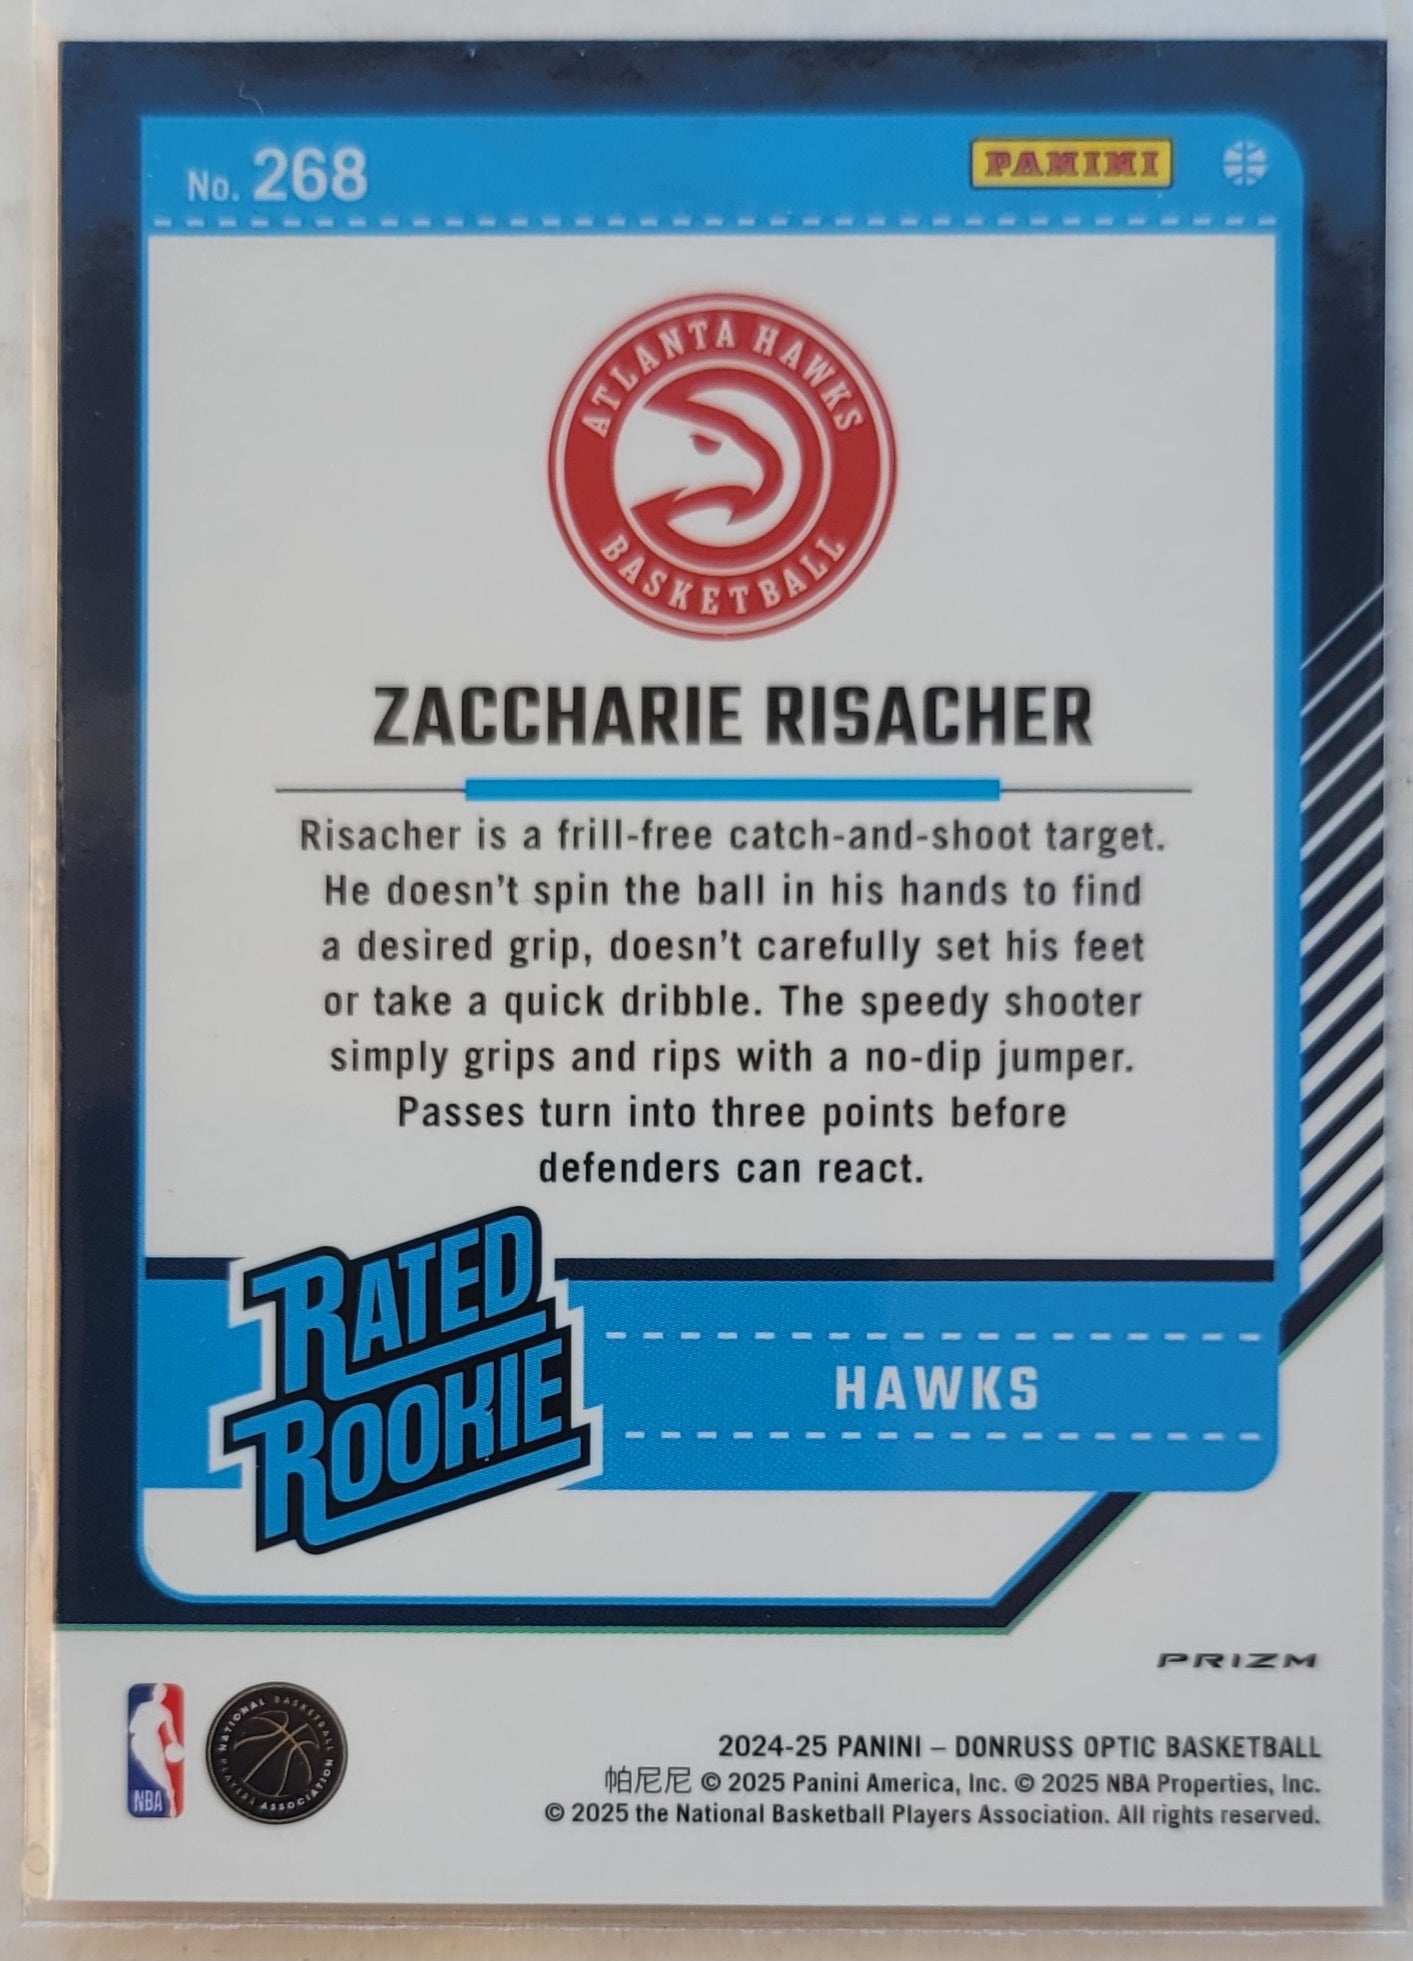 No. 268
PANINI
ATLANTA HAWKS
BASKETBALL
ZACCHARIE RISACHER
Risacher is a frill-free catch-and-shoot target.
He doesn't spin the ball in his hands to find
a desired grip, doesn't carefully set his feet
or take a quick dribble. The speedy shooter
simply grips and rips with a no-dip jumper.
Passes turn into three points before
defenders can react.
RATED
ROOKIE
HAWKS
PRIZM
NBA
NATIONAL BASKETBALL
PLAYERS ASSOCIATION
2024-25 PANINI – DONRUSS OPTIC BASKETBALL
帕尼尼 © 2025 Panini America, Inc. © 2025 NBA Properties, Inc.
© 2025 the National Basketball Players Association. All rights reserved.